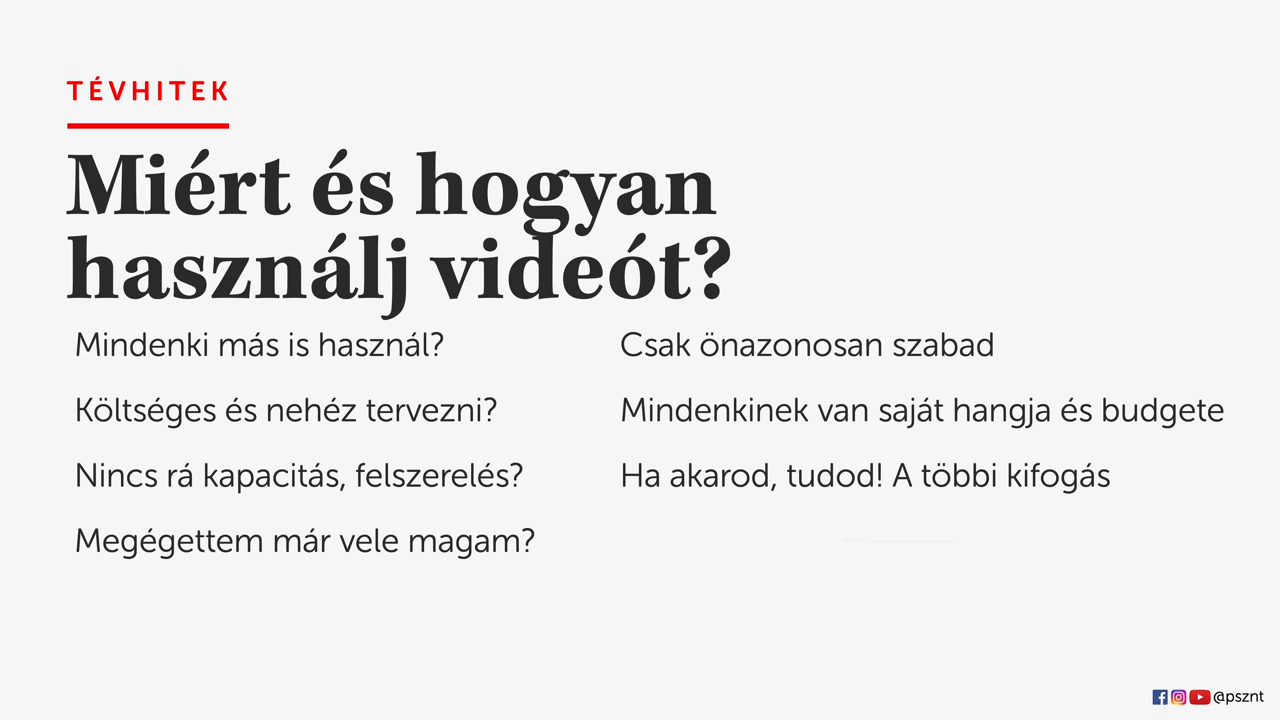 TÉVHITEK
Miért és hogyan
használj videót?
Mindenki más is használ?
Csak önazonosan szabad
Költséges és nehéz tervezni?
Mindenkinek van saját hangja és budgete
Nincs rá kapacitás, felszerelés?
Ha akarod, tudod! A többi kifogás
Megégettem már vele magam?
@psznt